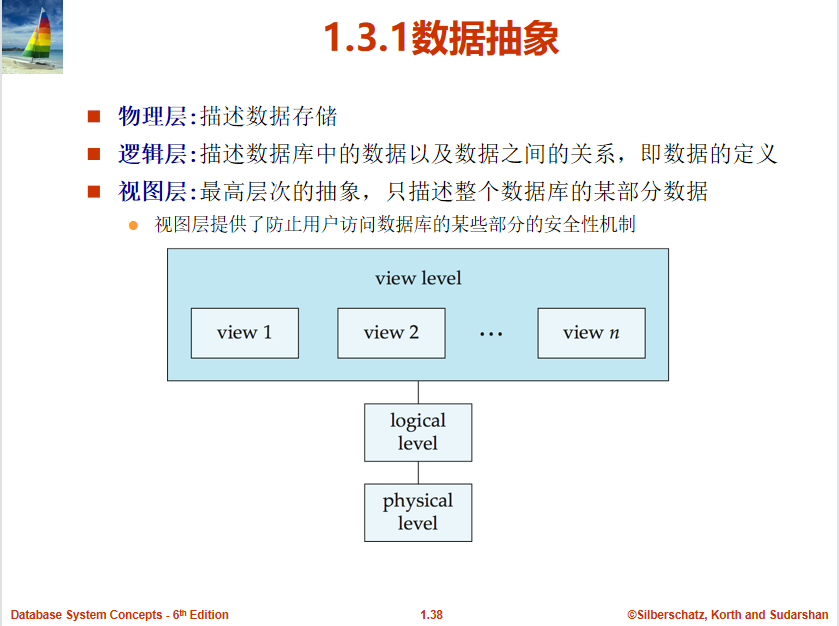 1.3.1数据抽象
物理层:描述数据存储
逻辑层:描述数据库中的数据以及数据之间的关系，即数据的定义
视图层:最高层次的抽象，只描述整个数据库的某部分数据
视图层提供了防止用户访问数据库的某些部分的安全性机制
view level
view 1 view 2 ... view n
logical
level
physical
level
Database System Concepts - 6th Edition 1.38 ©Silberschatz, Korth and Sudarshan